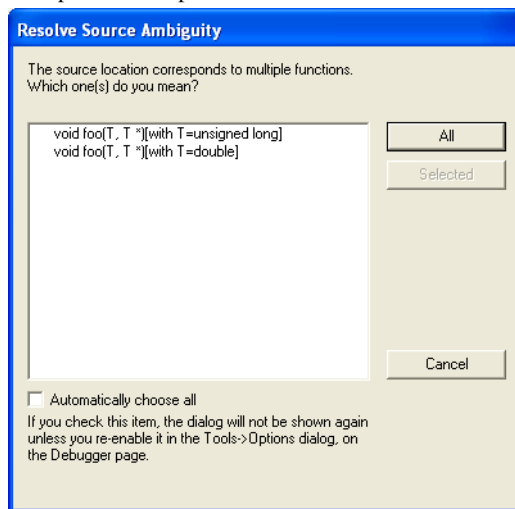 Resolve Source Ambiguity
The source location corresponds to multiple functions.
Which one(s) do you mean?
void foo(T, T *)[with T=unsigned long]
void foo(T, T *)[with T=double]
All
Selected
Cancel
Automatically choose all
If you check this item, the dialog will not be shown again
unless you re-enable it in the Tools->Options dialog, on
the Debugger page.